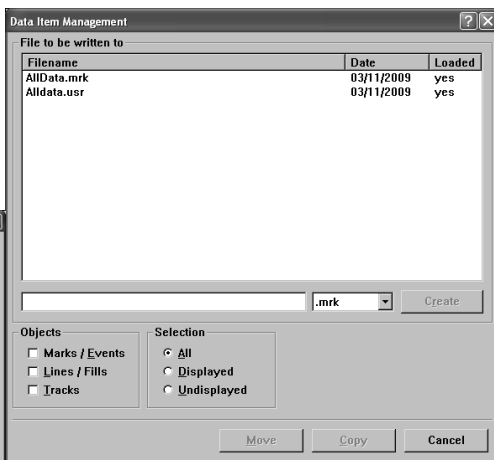 Data Item Management
File to be written to
Filename Date Loaded
AllData.mrk 03/11/2009 yes
Alldata.usr 03/11/2009 yes
.mrk Create
Objects Selection
Marks / Events All
Lines / Fills Displayed
Tracks Undisplayed
Move Copy Cancel